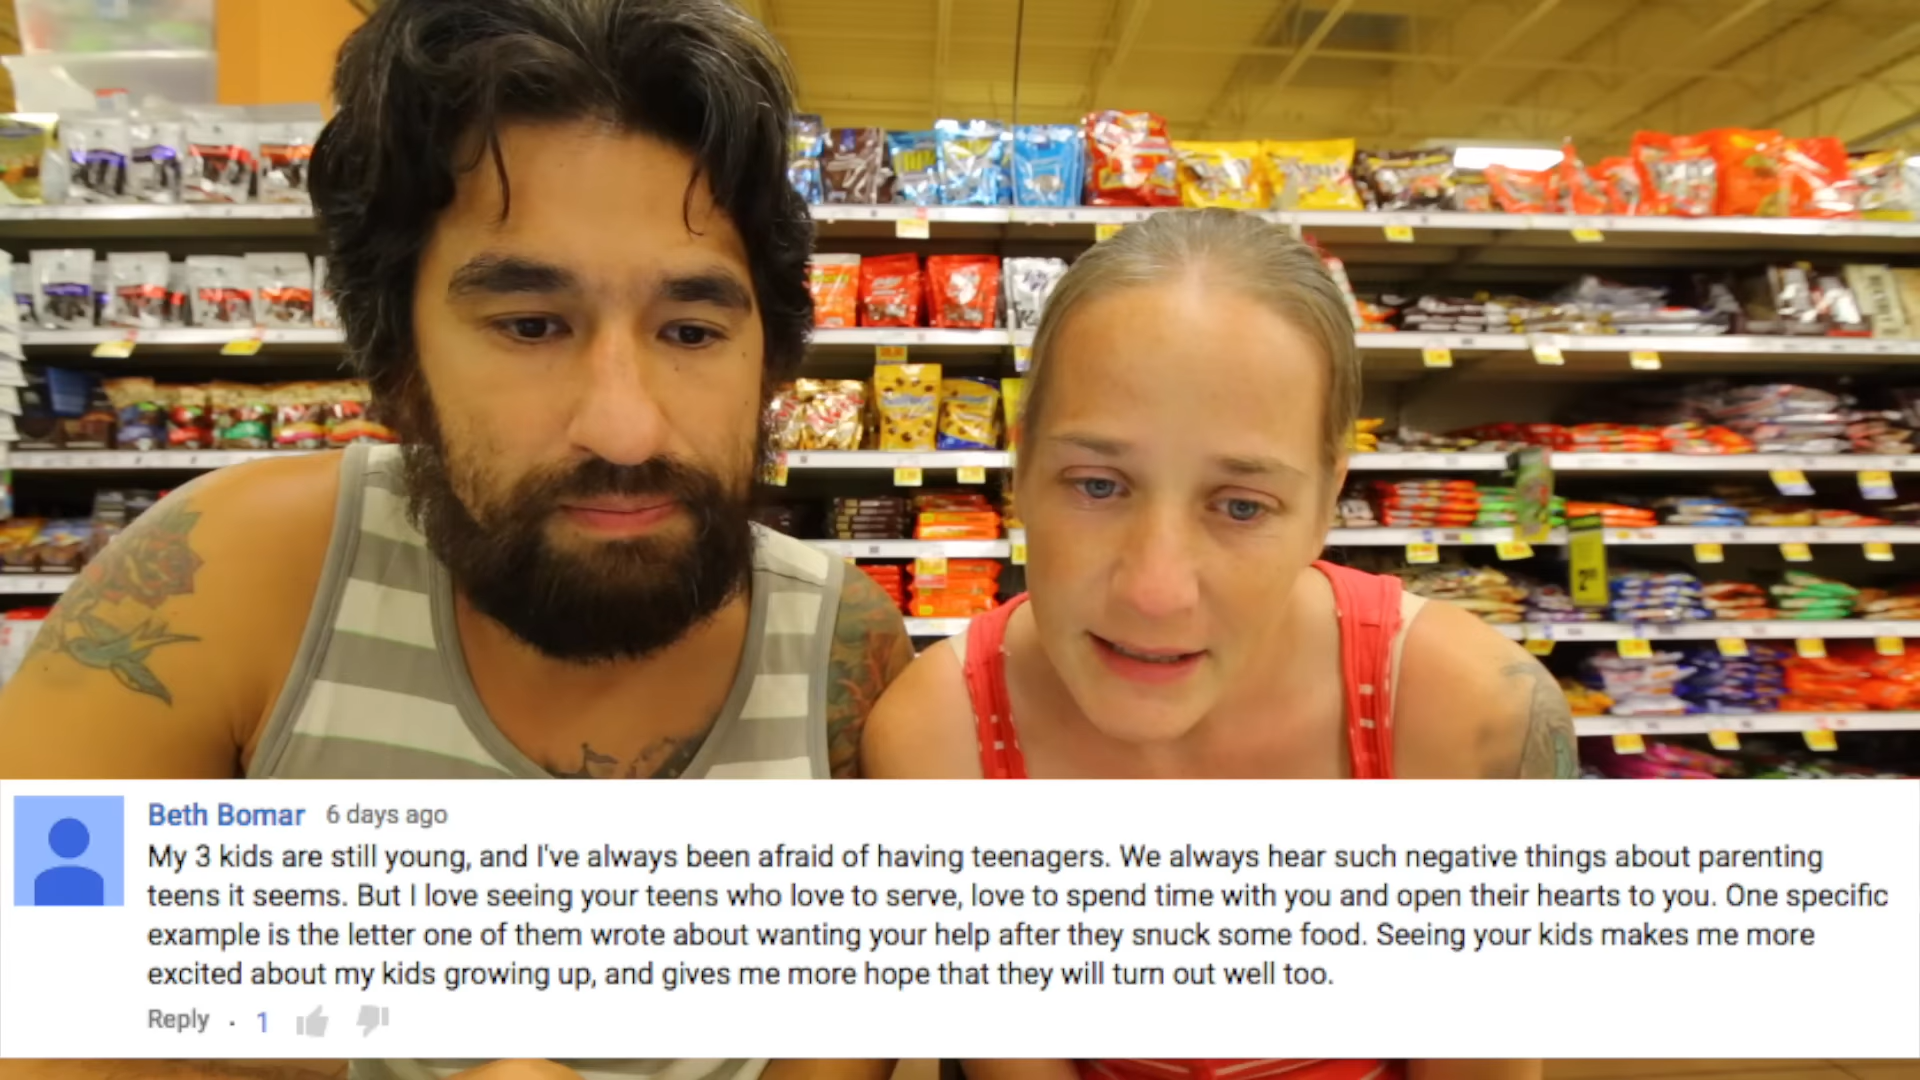 Beth Bomar 6 days ago
My 3 kids are still young, and I've always been afraid of having teenagers. We always hear such negative things about parenting
teens it seems. But I love seeing your teens who love to serve, love to spend time with you and open their hearts to you. One specific
example is the letter one of them wrote about wanting your help after they snuck some food. Seeing your kids makes me more
excited about my kids growing up, and gives me more hope that they will turn out well too.
Reply . 1